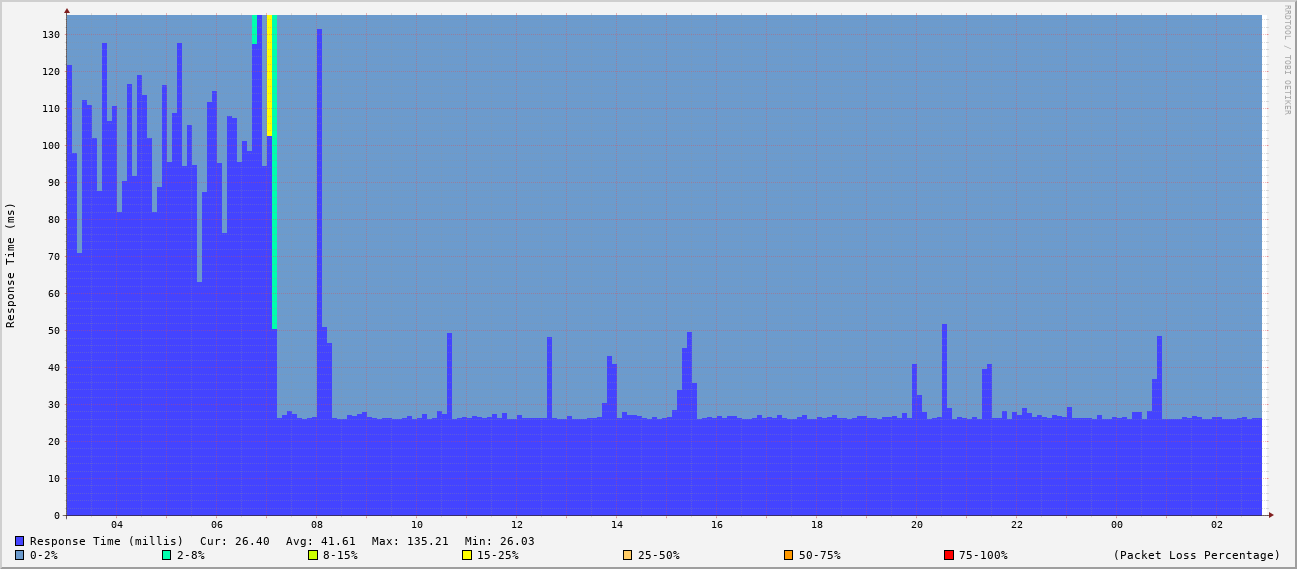 RRDTOOL / TOBI OETIKER
Response Time (ms)
130
120
110
100
90
80
70
60
50
40
30
20
10
0
04 06 08 10 12 14 16 18 20 22 00 02
Response Time (millis) Cur: 26.40 Avg: 41.61 Max: 135.21 Min: 26.03
0-2% 2-8% 8-15% 15-25% 25-50% 50-75% 75-100% (Packet Loss Percentage)